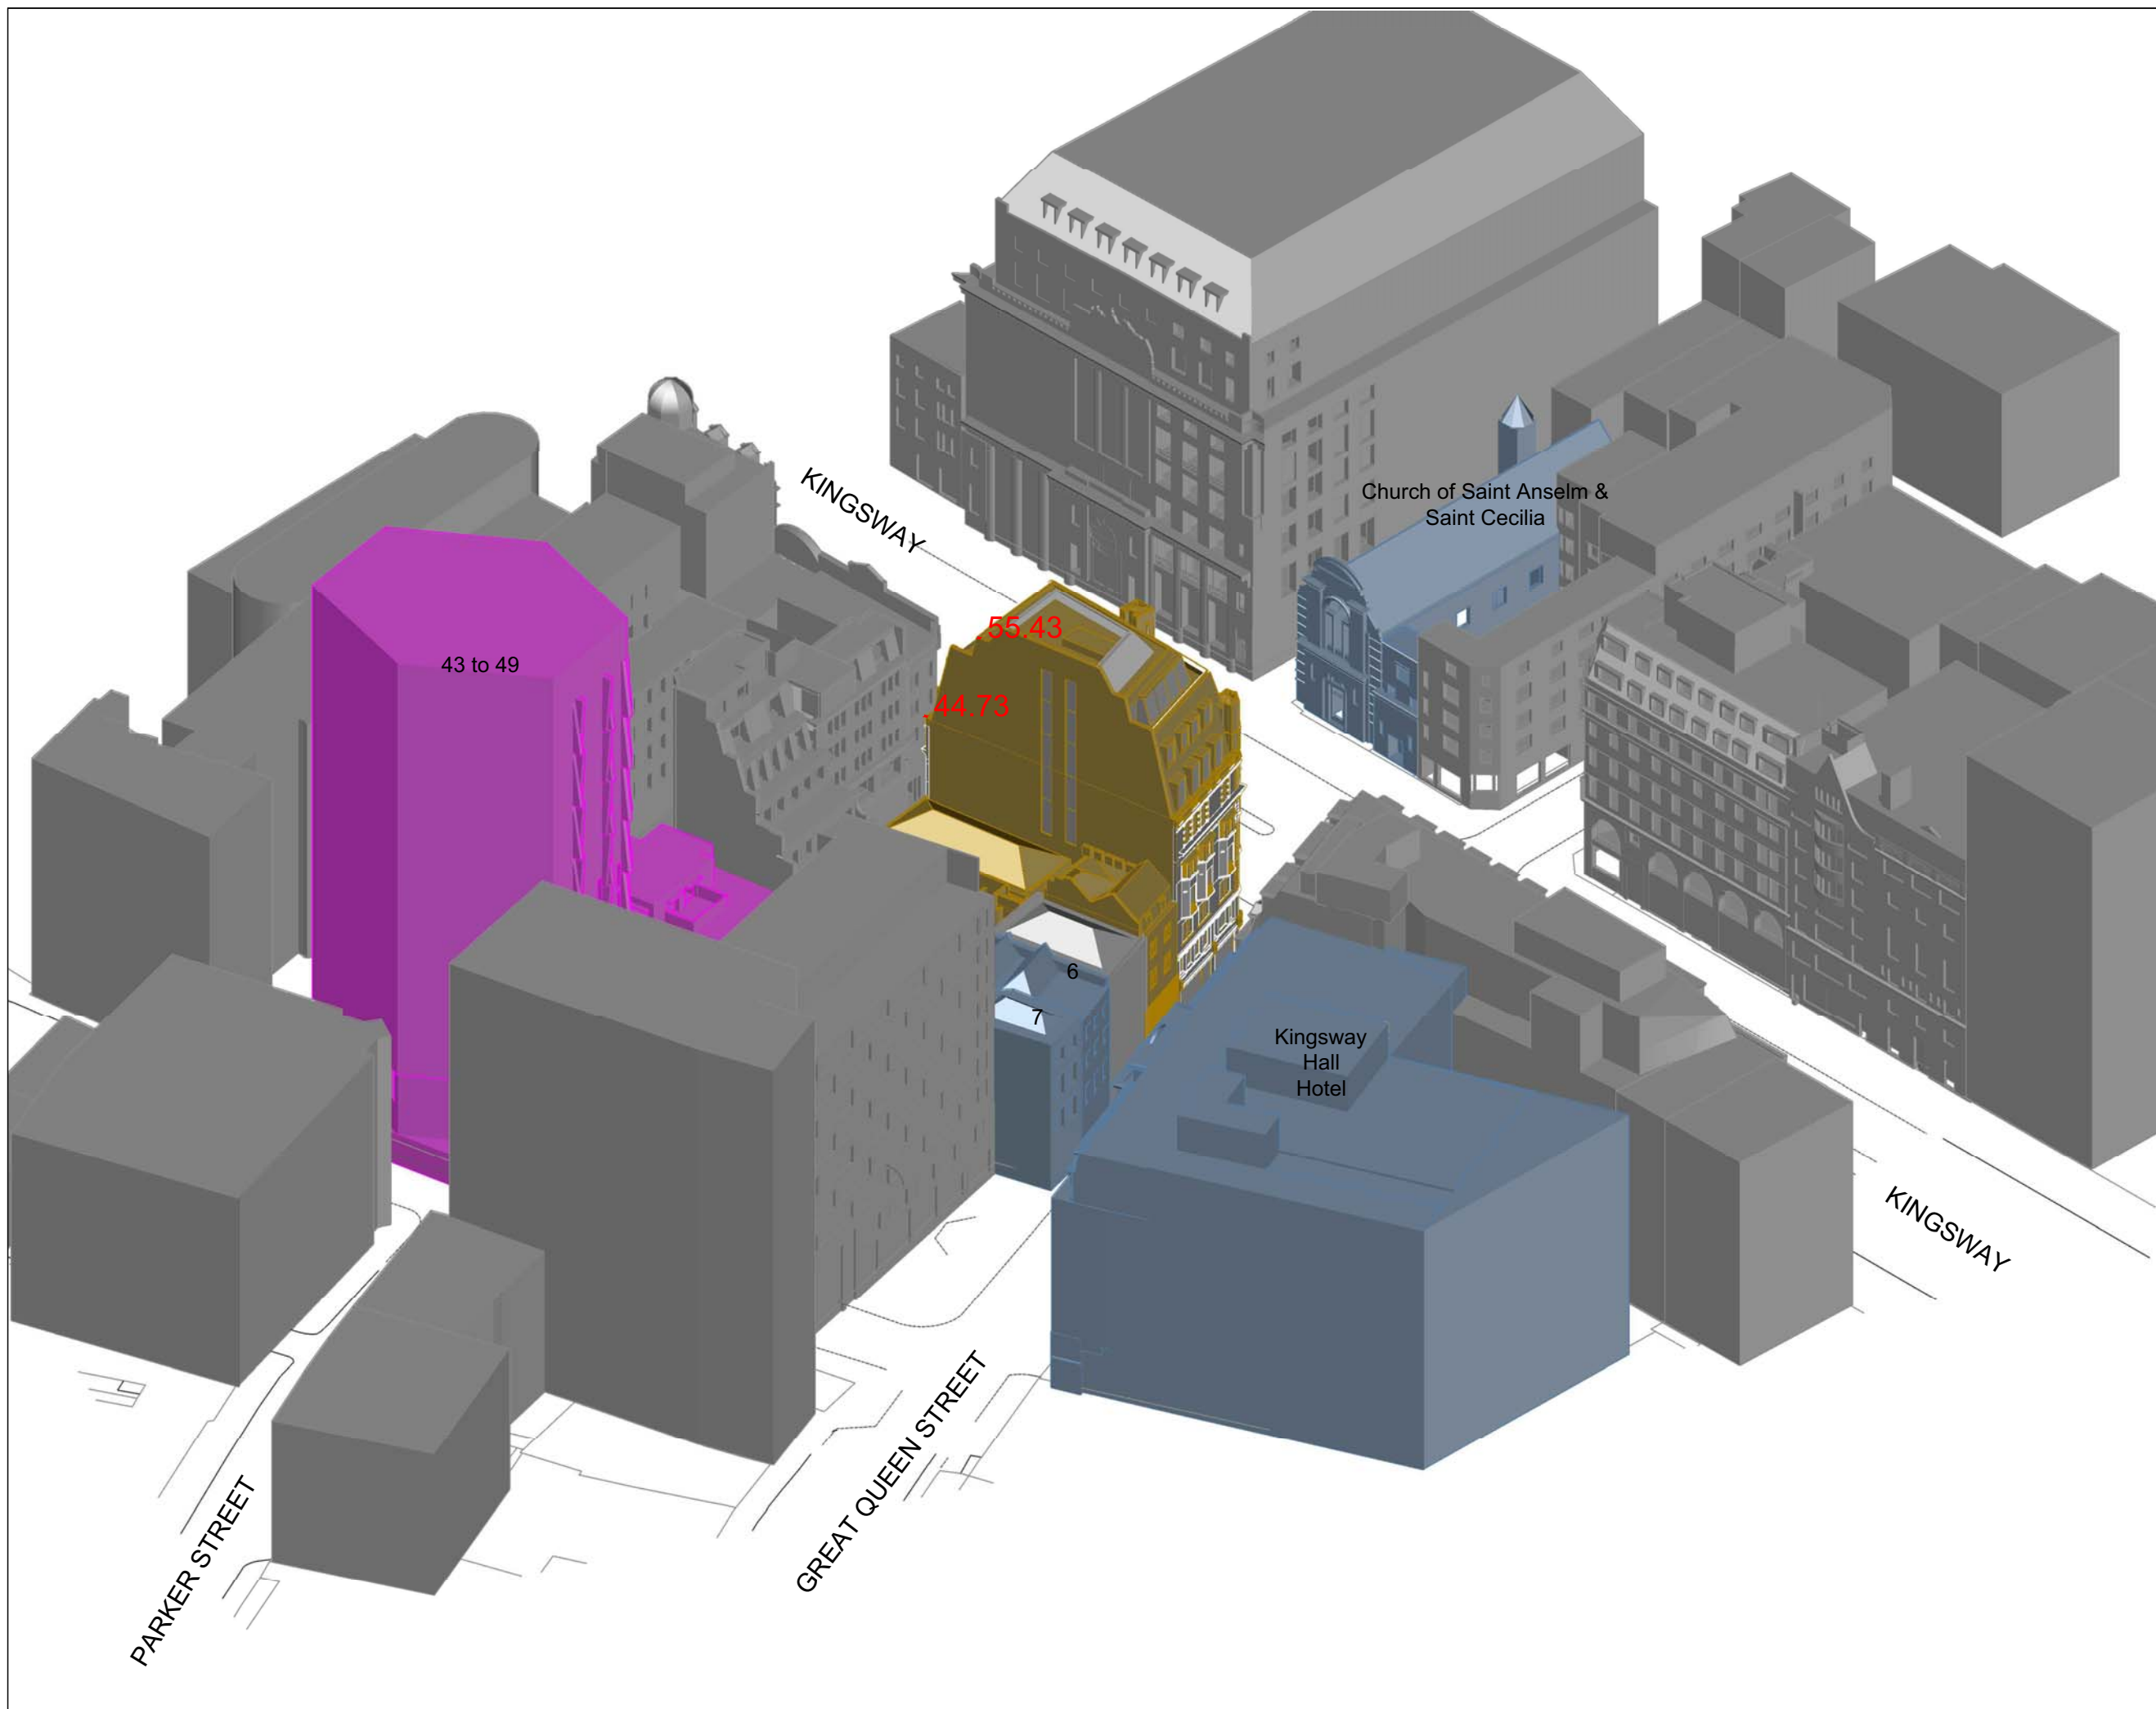 KINGSWAY
Church of Saint Anselm &
Saint Cecilia
.55.43
43 to 49
.44.73
6
7
Kingsway
Hall
Hotel
KINGSWAY
GREAT QUEEN STREET
PARKER STREET